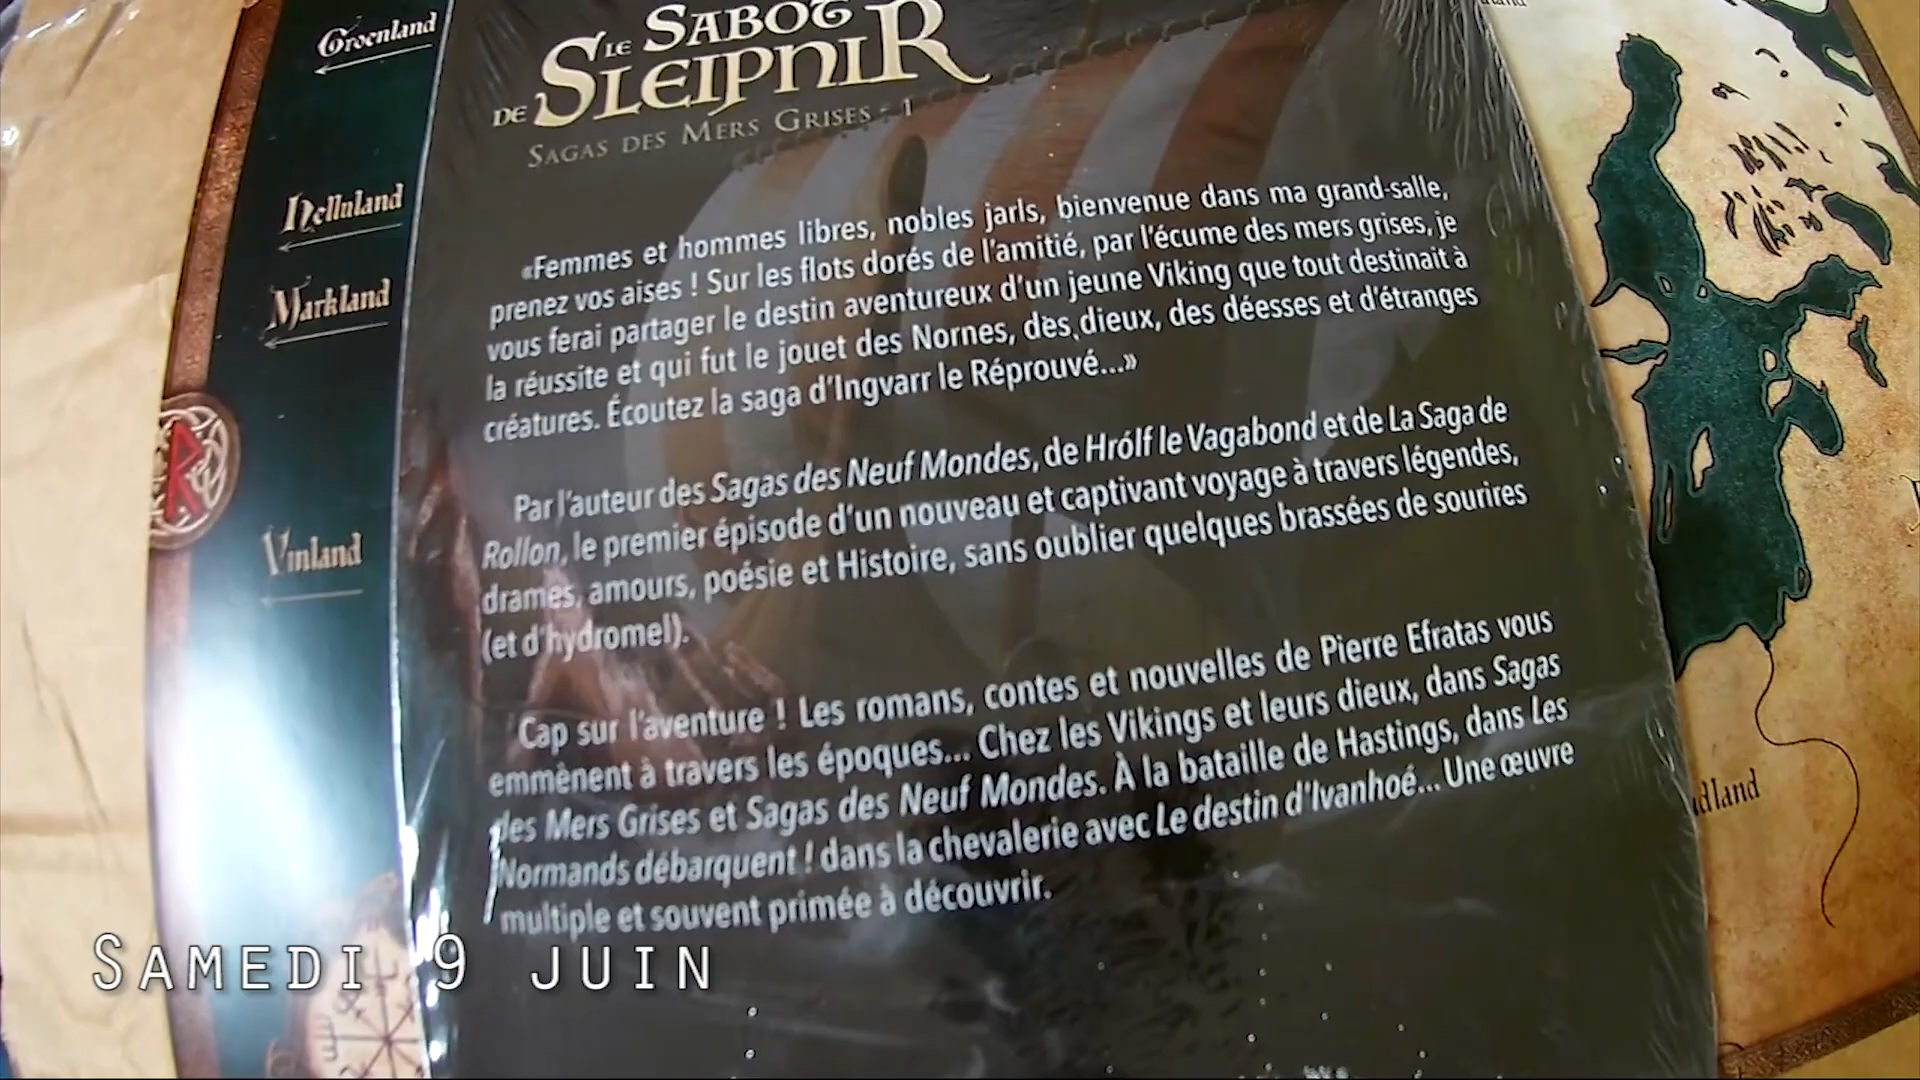 Groenland
Helluland
Markland
Vinland
LE SABOT
DE SLEIPNIR
SAGAS DES MERS GRISES - 1
«Femmes et hommes libres, nobles jarls, bienvenue dans ma grand-salle,
prenez vos aises ! Sur les flots dorés de l'amitié, par l'écume des mers grises, je
vous ferai partager le destin aventureux d'un jeune Viking que tout destinait à
la réussite et qui fut le jouet des Nornes, des dieux, des déesses et d'étranges
créatures. Écoutez la saga d'Ingvarr le Réprouvé...»
Par l'auteur des Sagas des Neuf Mondes, de Hrólf le Vagabond et de La Saga de
Rollon, le premier épisode d'un nouveau et captivant voyage à travers légendes,
drames, amours, poésie et Histoire, sans oublier quelques brassées de sourires
(et d'hydromel).
Cap sur l'aventure ! Les romans, contes et nouvelles de Pierre Efratas vous
emmènent à travers les époques... Chez les Vikings et leurs dieux, dans Sagas
des Mers Grises et Sagas des Neuf Mondes. À la bataille de Hastings, dans Les
Normands débarquent ! dans la chevalerie avec Le destin d'Ivanhoé... Une œuvre
multiple et souvent primée à découvrir.
R
SAMEDI 9 JUIN